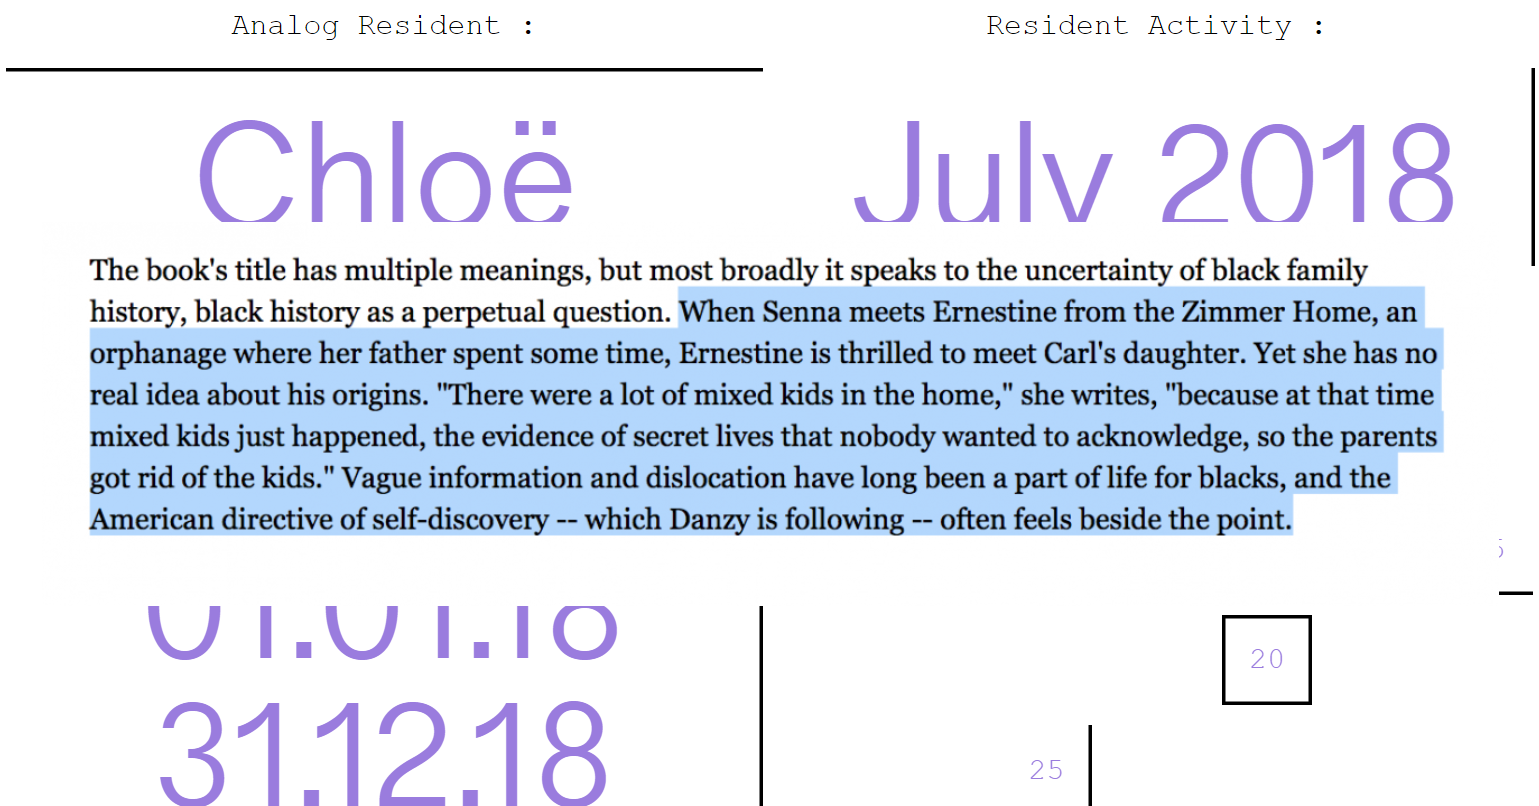 Analog Resident :
Resident Activity :
Chloë
July 2018
The book's title has multiple meanings, but most broadly it speaks to the uncertainty of black family
history, black history as a perpetual question. When Senna meets Ernestine from the Zimmer Home, an
orphanage where her father spent some time, Ernestine is thrilled to meet Carl's daughter. Yet she has no
real idea about his origins. "There were a lot of mixed kids in the home," she writes, "because at that time
mixed kids just happened, the evidence of secret lives that nobody wanted to acknowledge, so the parents
got rid of the kids." Vague information and dislocation have long been a part of life for blacks, and the
American directive of self-discovery -- which Danzy is following -- often feels beside the point.
01.01.18
31.12.18
20
25